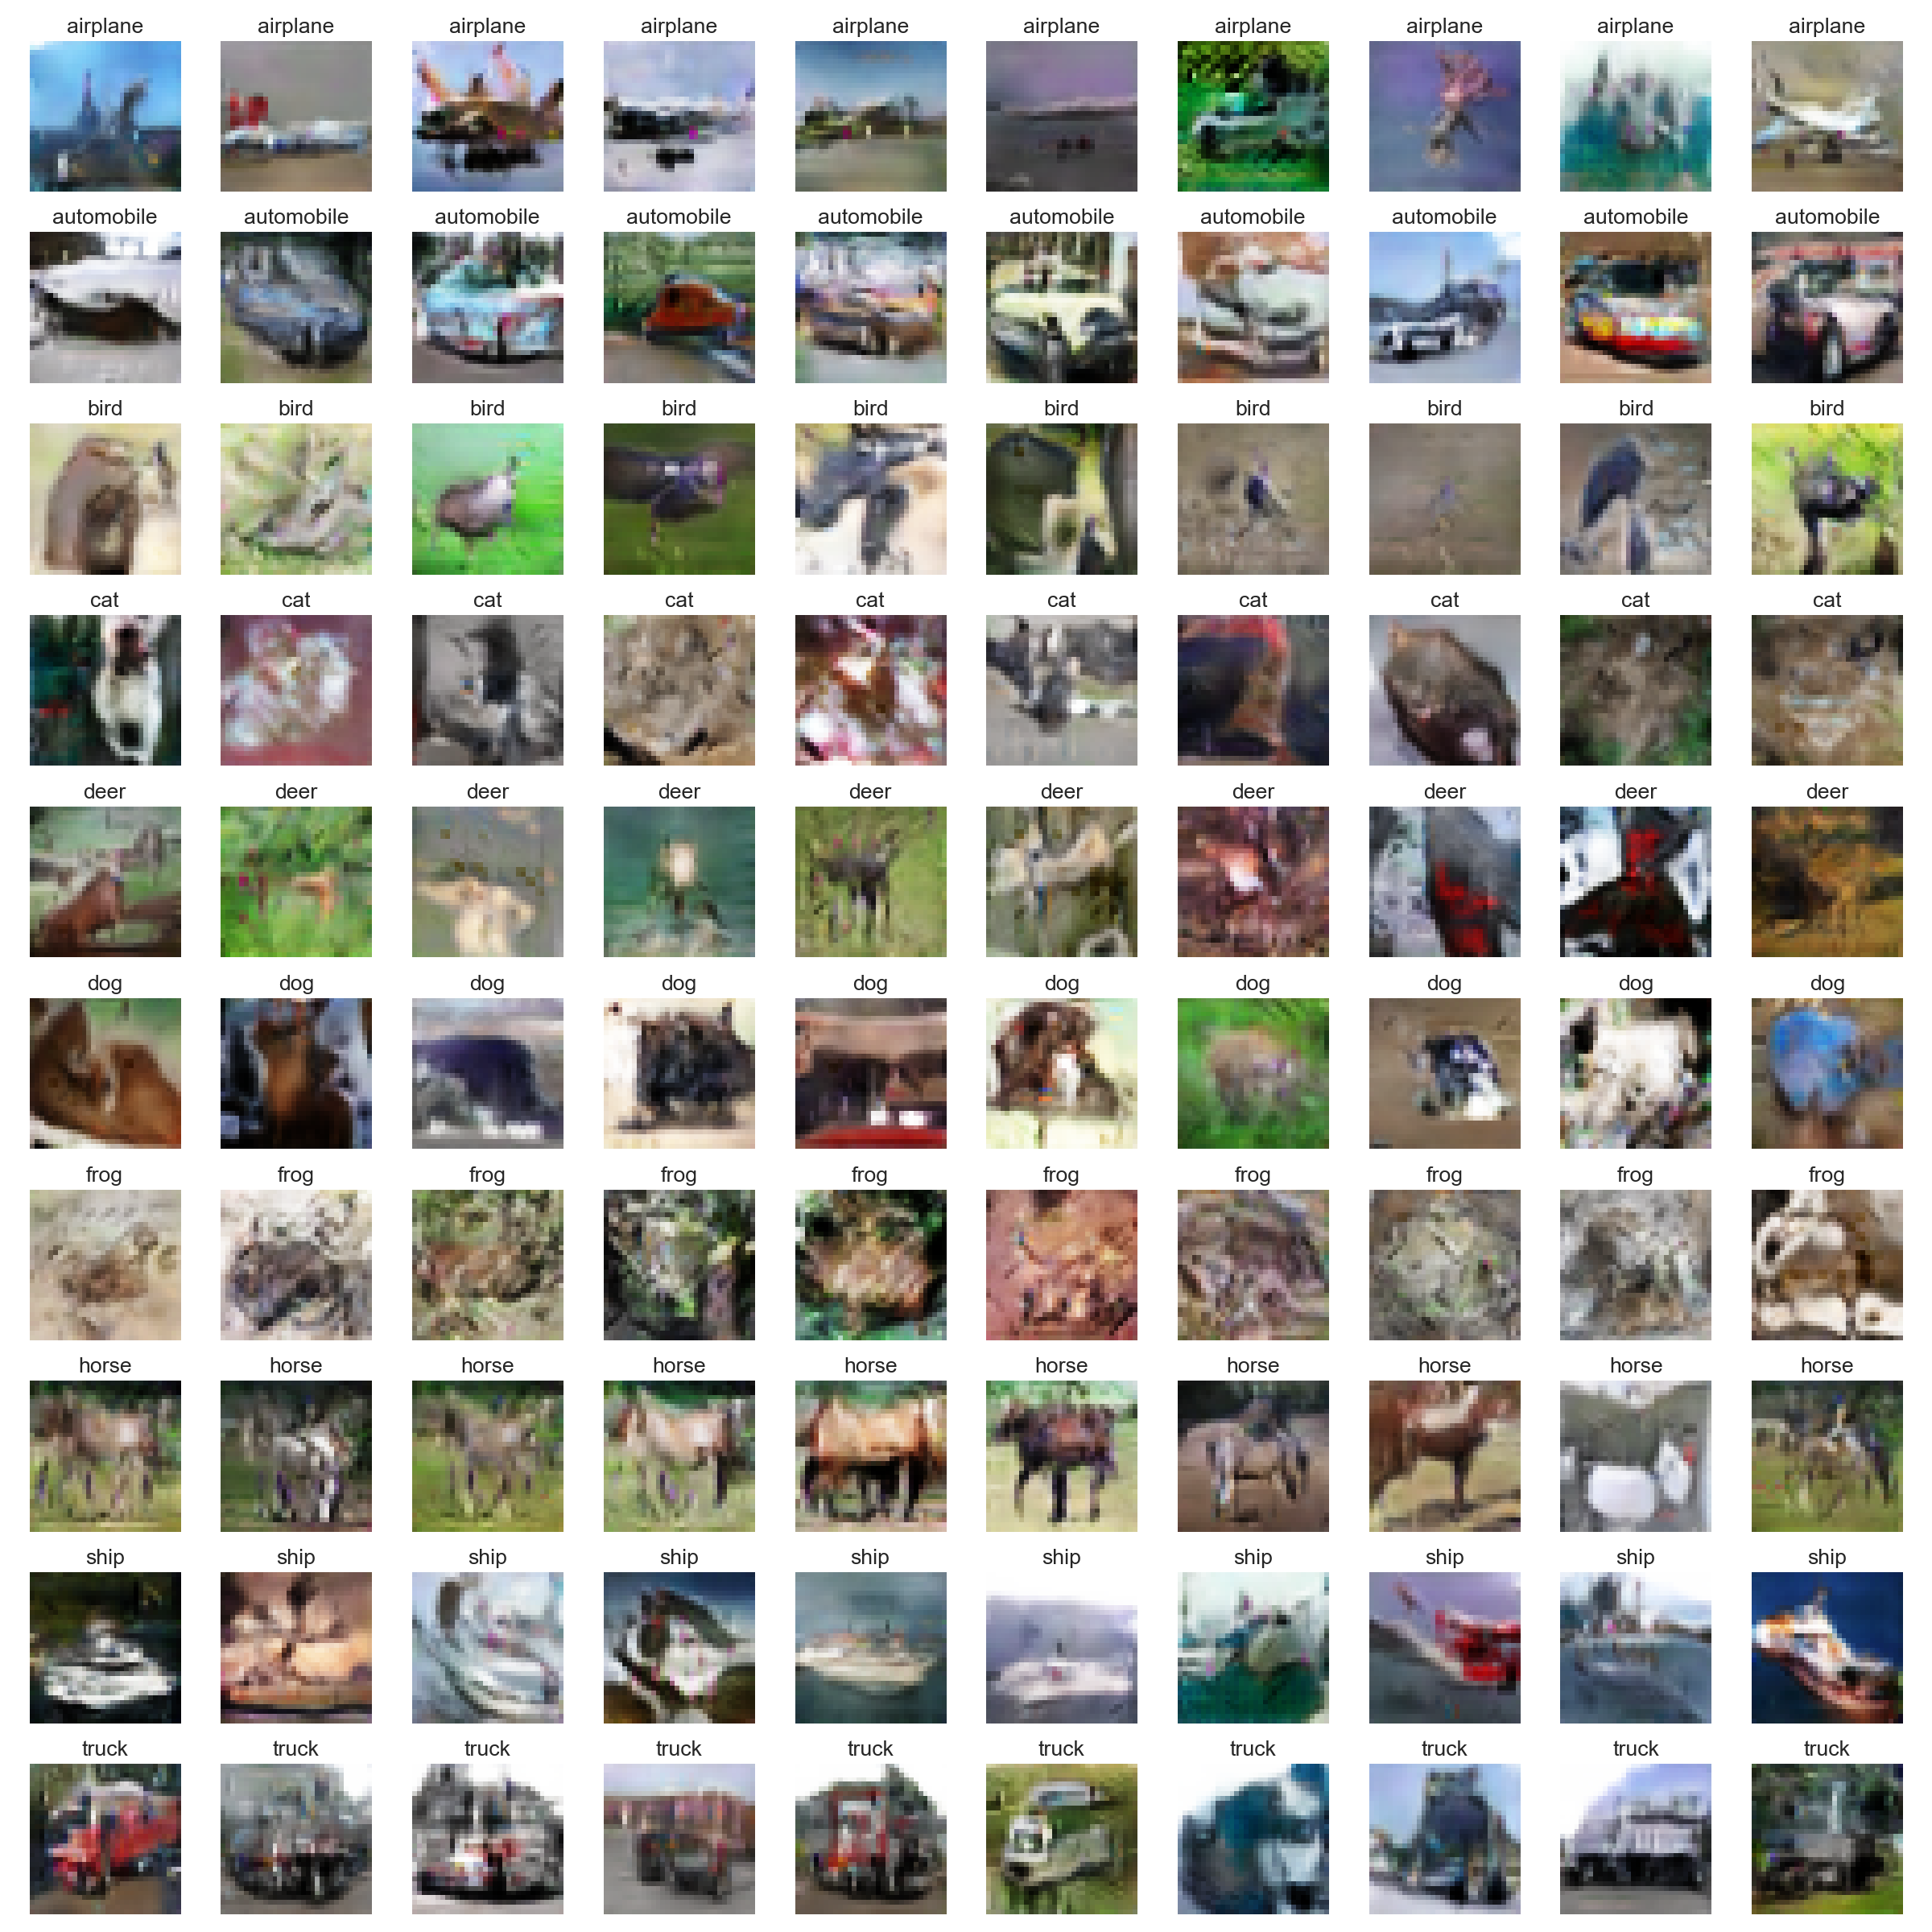 airplane airplane airplane airplane airplane airplane airplane airplane airplane airplane
automobile automobile automobile automobile automobile automobile automobile automobile automobile automobile
bird bird bird bird bird bird bird bird bird bird
cat cat cat cat cat cat cat cat cat cat
deer deer deer deer deer deer deer deer deer deer
dog dog dog dog dog dog dog dog dog dog
frog frog frog frog frog frog frog frog frog frog
horse horse horse horse horse horse horse horse horse horse
ship ship ship ship ship ship ship ship ship ship
truck truck truck truck truck truck truck truck truck truck